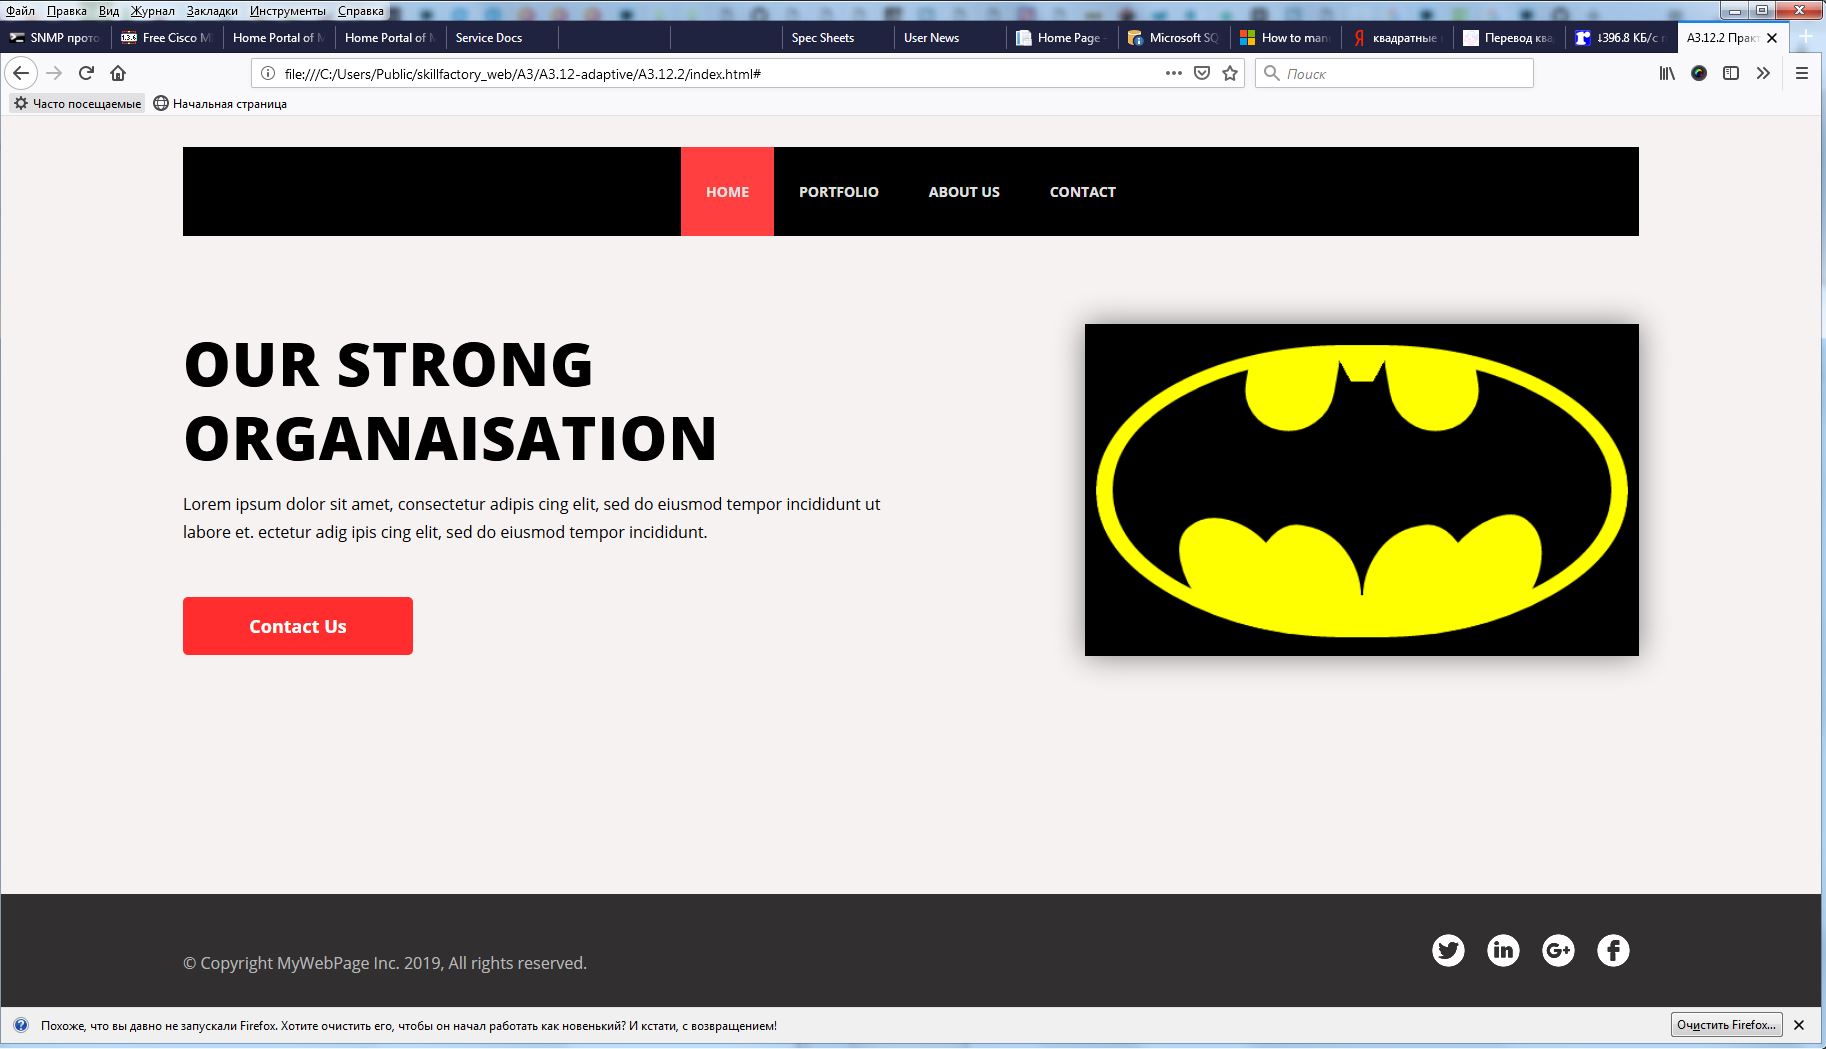 Файл Правка Вид Журнал Закладки Инструменты Справка
SNMP прото Free Cisco M Home Portal of M Home Portal of M Service Docs Spec Sheets User News Home Page - Microsoft SQ How to man квадратные Перевод ква ↓396.8 КБ/с A3.12.2 Прак
file:///C:/Users/Public/skillfactory_web/A3/A3.12-adaptive/A3.12.2/index.html#
Поиск
Часто посещаемые Начальная страница
HOME PORTFOLIO ABOUT US CONTACT
OUR STRONG
ORGANAISATION
Lorem ipsum dolor sit amet, consectetur adipis cing elit, sed do eiusmod tempor incididunt ut
labore et. ectetur adig ipis cing elit, sed do eiusmod tempor incididunt.
Contact Us
© Copyright MyWebPage Inc. 2019, All rights reserved.
Похоже, что вы давно не запускали Firefox. Хотите очистить его, чтобы он начал работать как новенький? И кстати, с возвращением!
Очистить Firefox...